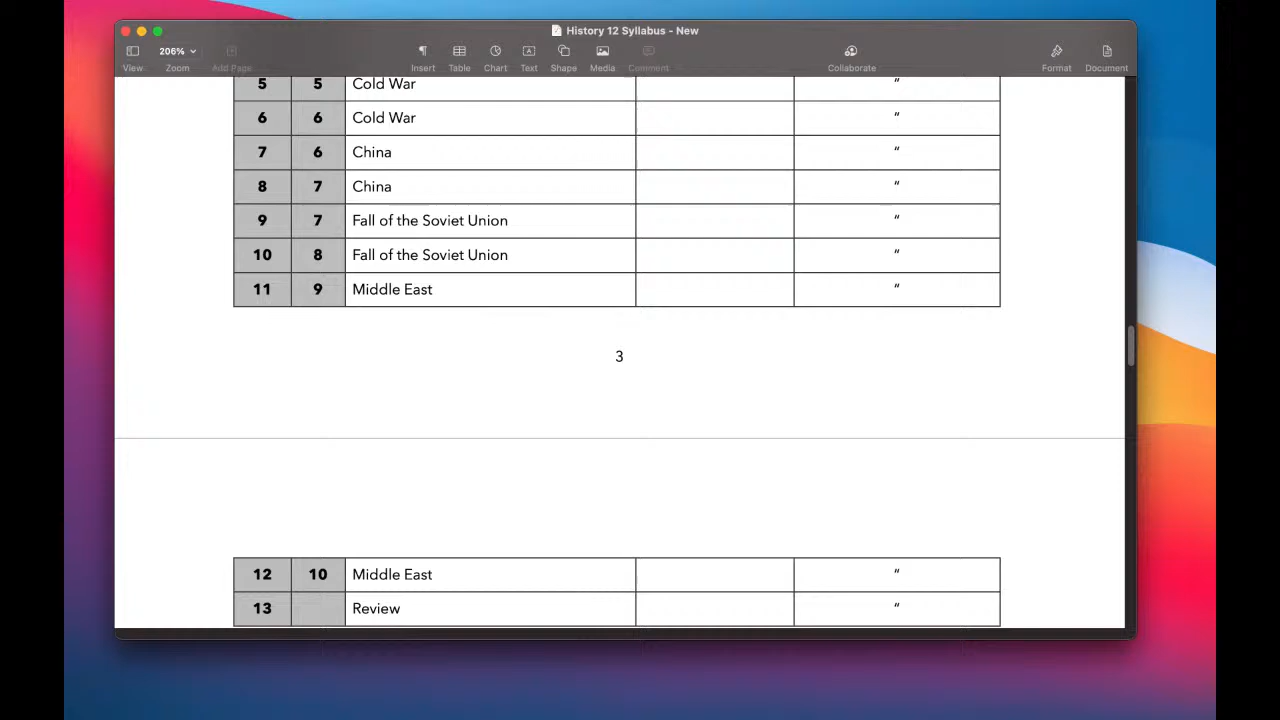 History 12 Syllabus - New
206%
View Zoom Add Page Insert Table Chart Text Shape Media Comment Collaborate Format Document
5 5 Cold War "
6 6 Cold War "
7 6 China "
8 7 China "
9 7 Fall of the Soviet Union "
10 8 Fall of the Soviet Union "
11 9 Middle East "
3
12 10 Middle East "
13 Review "